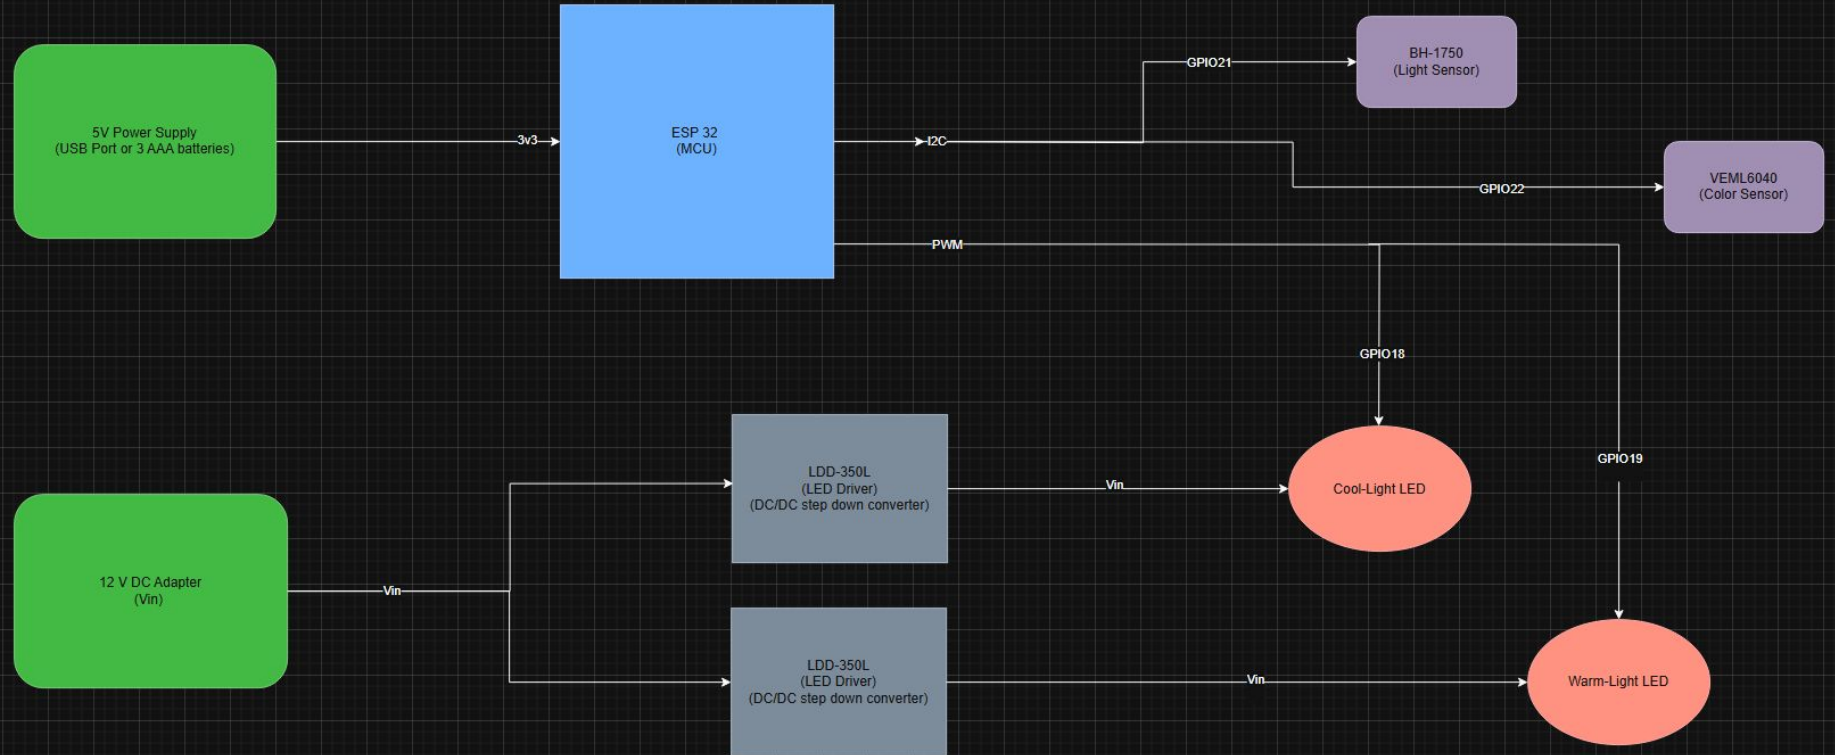 5V Power Supply
(USB Port or 3 AAA batteries)
3v3
ESP 32
(MCU)
I2C
GPIO21
BH-1750
(Light Sensor)
GPIO22
VEML6040
(Color Sensor)
PWM
GPIO18
GPIO19
12 V DC Adapter
(Vin)
Vin
LDD-350L
(LED Driver)
(DC/DC step down converter)
Vin
Cool-Light LED
LDD-350L
(LED Driver)
(DC/DC step down converter)
Vin
Warm-Light LED